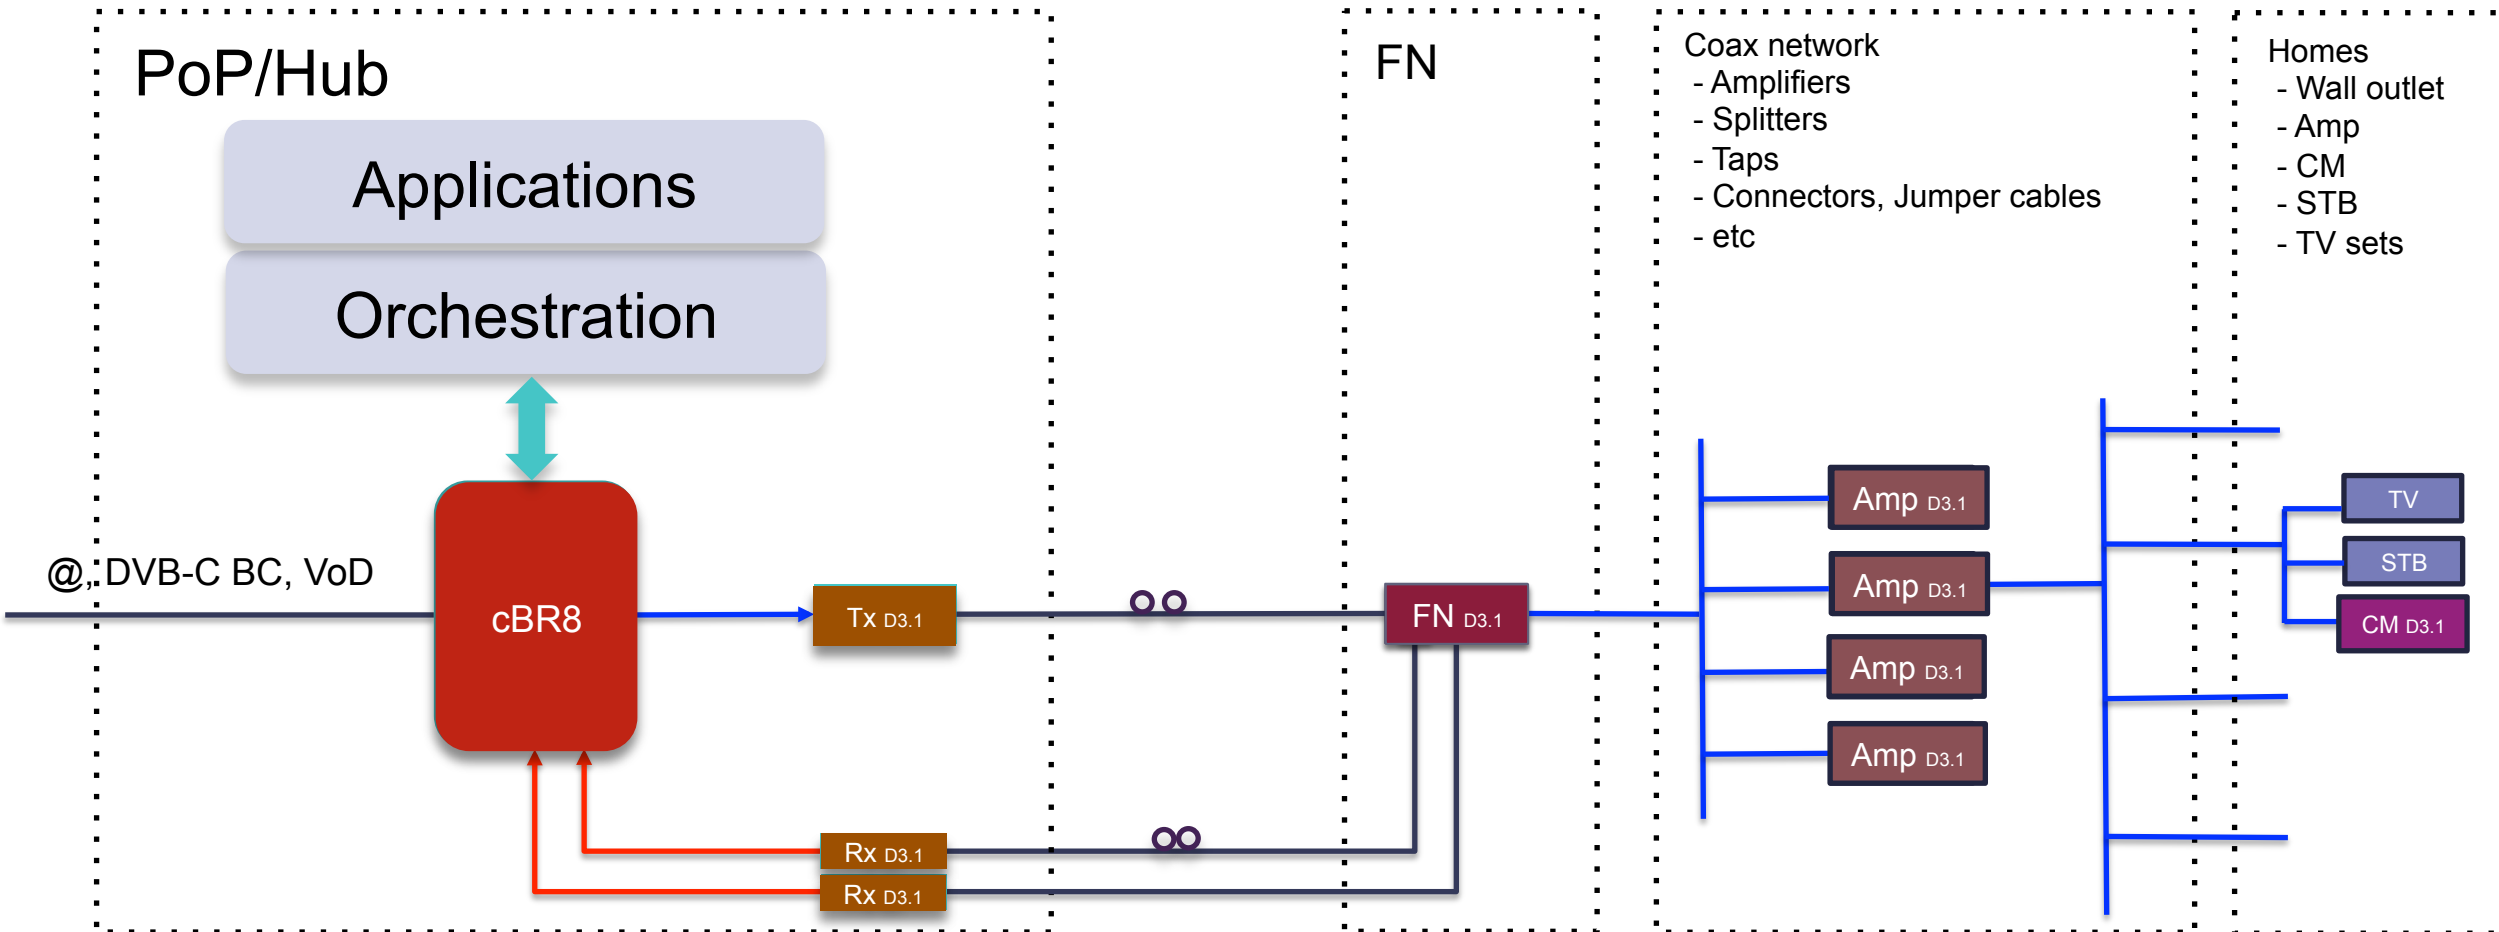 PoP/Hub
Applications
Orchestration
@, DVB-C BC, VoD
cBR8
Tx D3.1
Rx D3.1
Rx D3.1
FN
FN D3.1
Coax network
- Amplifiers
- Splitters
- Taps
- Connectors, Jumper cables
- etc
Amp D3.1
Amp D3.1
Amp D3.1
Amp D3.1
Homes
- Wall outlet
- Amp
- CM
- STB
- TV sets
TV
STB
CM D3.1